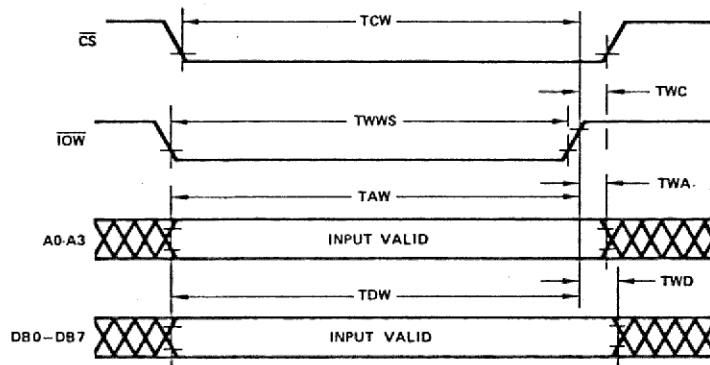 TCW
CS
TWC
TWWS
IOW
TAW
TWA
A0-A3
INPUT VALID
TDW
TWD
DB0–DB7
INPUT VALID